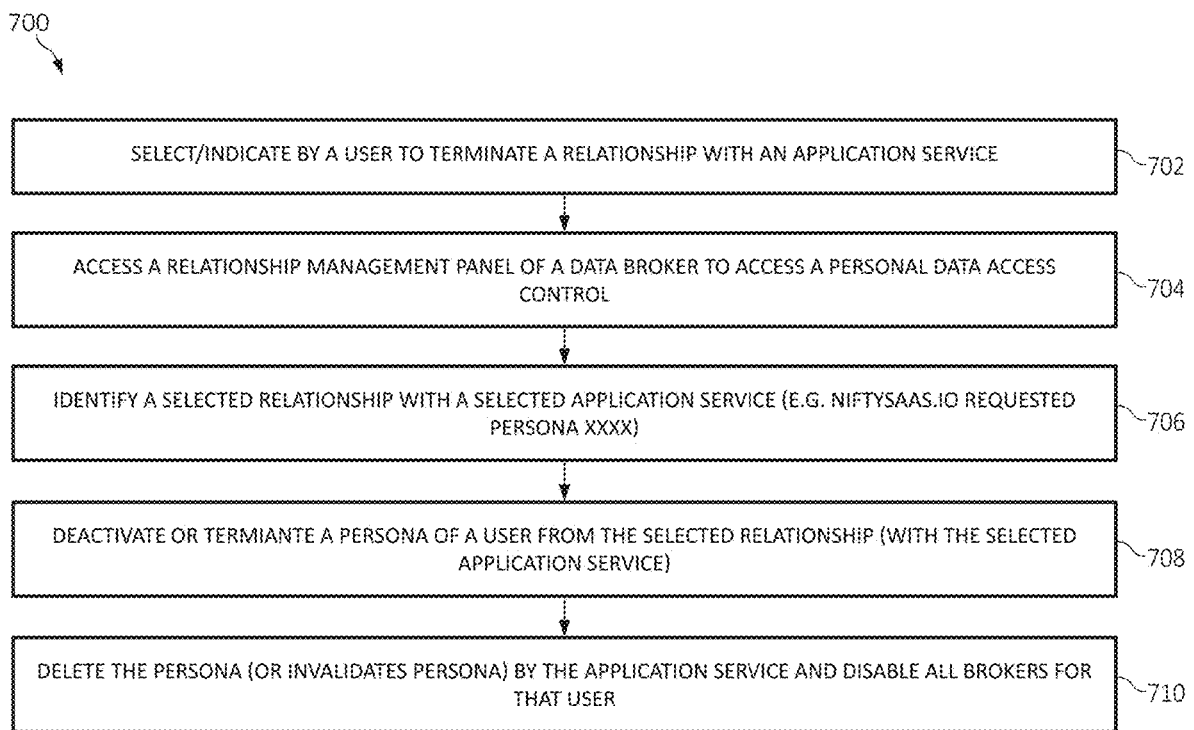 700
SELECT/INDICATE BY A USER TO TERMINATE A RELATIONSHIP WITH AN APPLICATION SERVICE
702
ACCESS A RELATIONSHIP MANAGEMENT PANEL OF A DATA BROKER TO ACCESS A PERSONAL DATA ACCESS
CONTROL
704
IDENTIFY A SELECTED RELATIONSHIP WITH A SELECTED APPLICATION SERVICE (E.G. NIFTYSAAS.IO REQUESTED
PERSONA XXXX)
706
DEACTIVATE OR TERMIANTE A PERSONA OF A USER FROM THE SELECTED RELATIONSHIP (WITH THE SELECTED
APPLICATION SERVICE)
708
DELETE THE PERSONA (OR INVALIDATES PERSONA) BY THE APPLICATION SERVICE AND DISABLE ALL BROKERS FOR
THAT USER
710